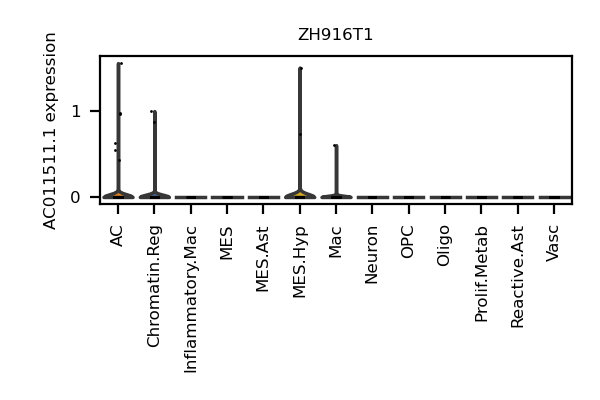 ZH916T1
AC011511.1 expression
1
0
AC
Chromatin.Reg
Inflammatory.Mac
MES
MES.Ast
MES.Hyp
Mac
Neuron
OPC
Oligo
Prolif.Metab
Reactive.Ast
Vasc